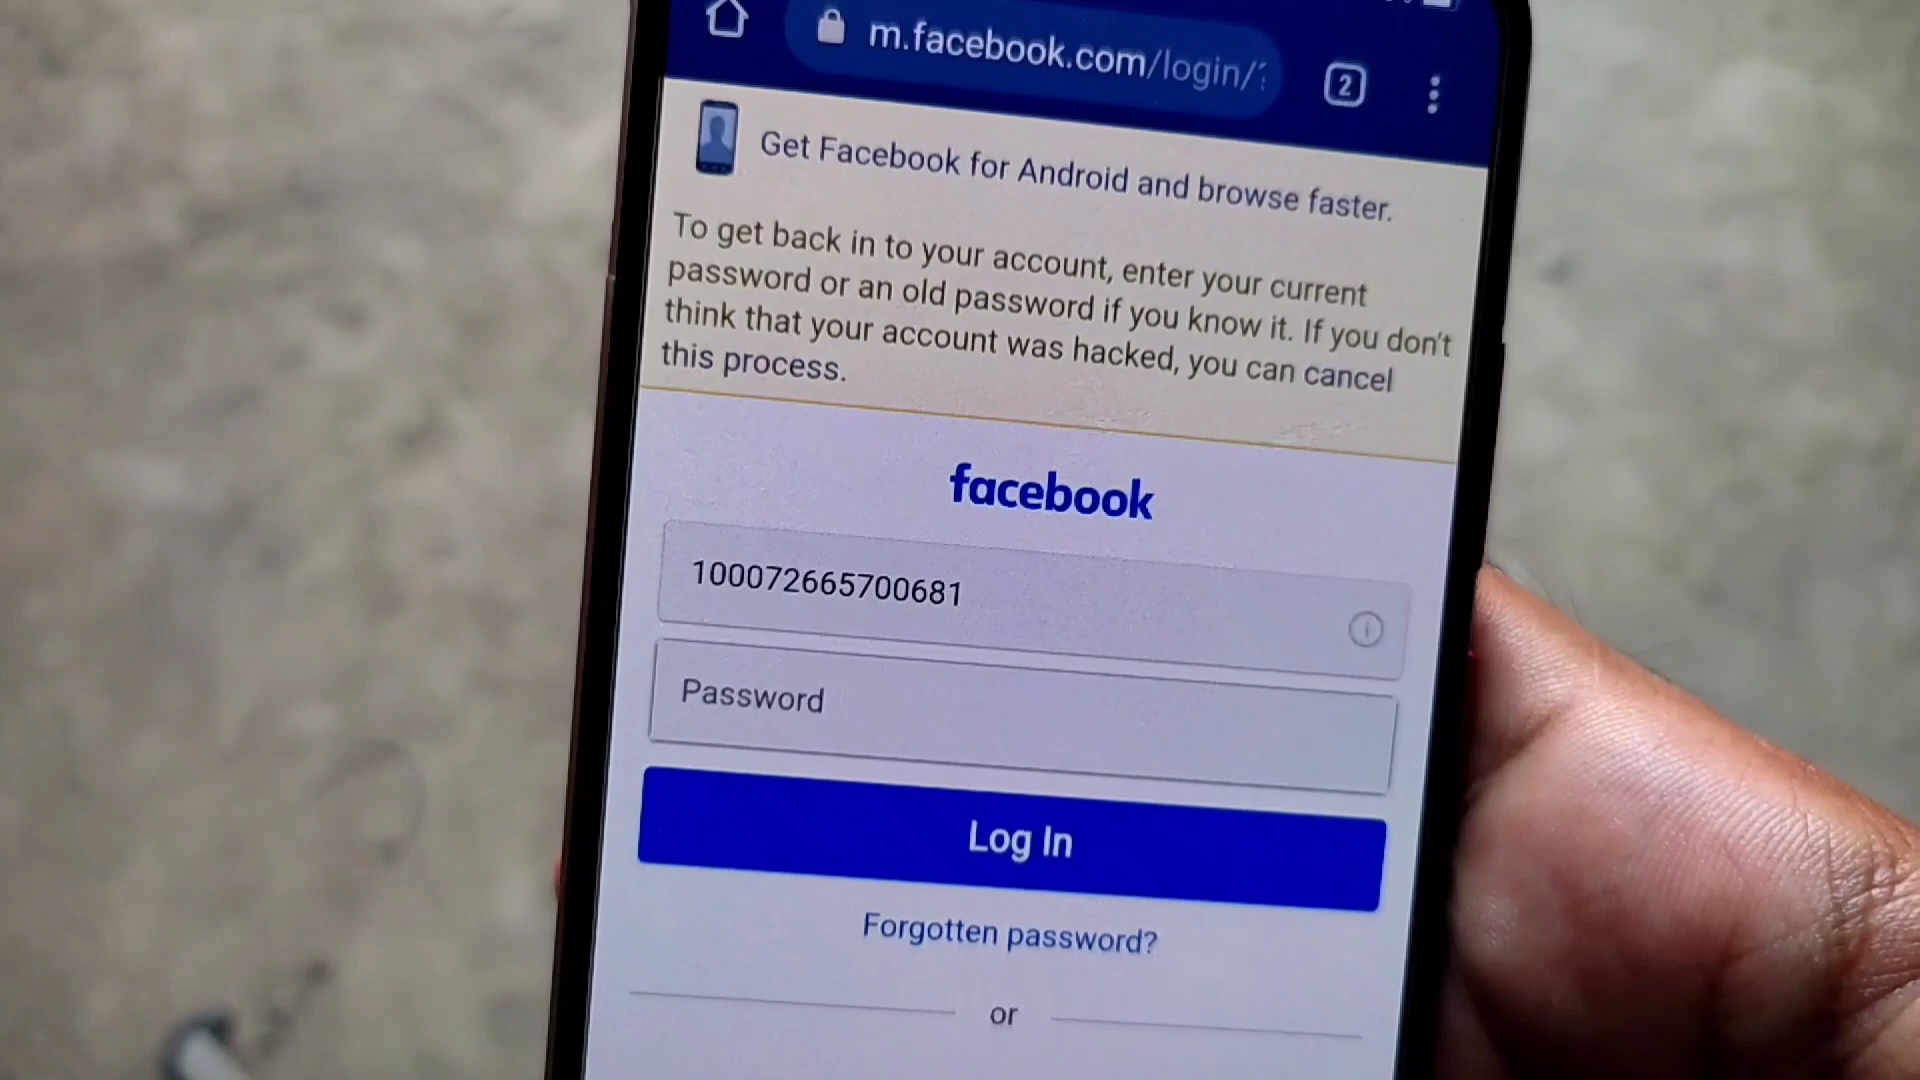 m.facebook.com/login/?
2
Get Facebook for Android and browse faster.
To get back in to your account, enter your current
password or an old password if you know it. If you don't
think that your account was hacked, you can cancel
this process.
facebook
100072665700681
Password
Log In
Forgotten password?
or